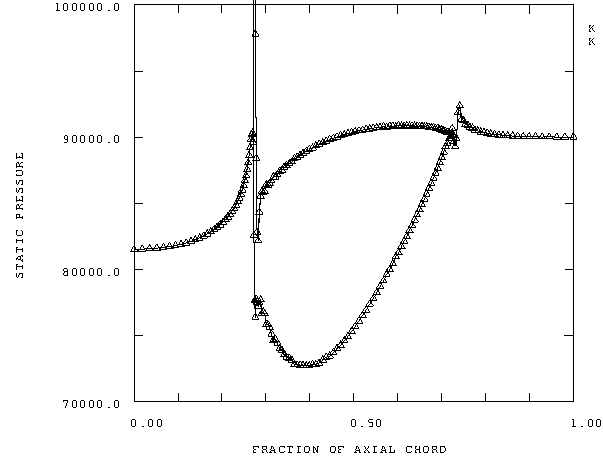 100000.0
K
K
90000.0
STATIC PRESSURE
80000.0
70000.0
0.00
0.50
1.00
FRACTION OF AXIAL CHORD